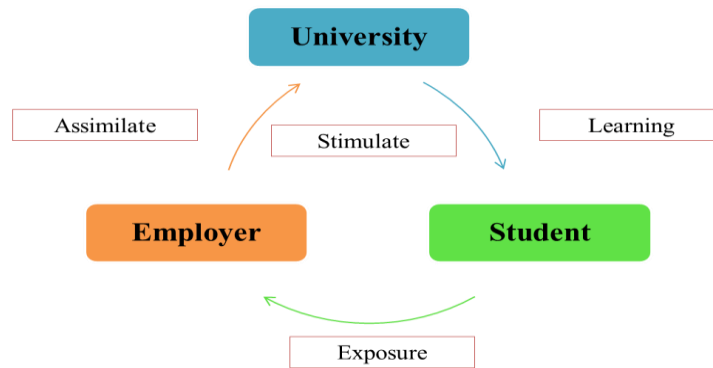 University
Assimilate
Stimulate
Learning
Employer
Student
Exposure